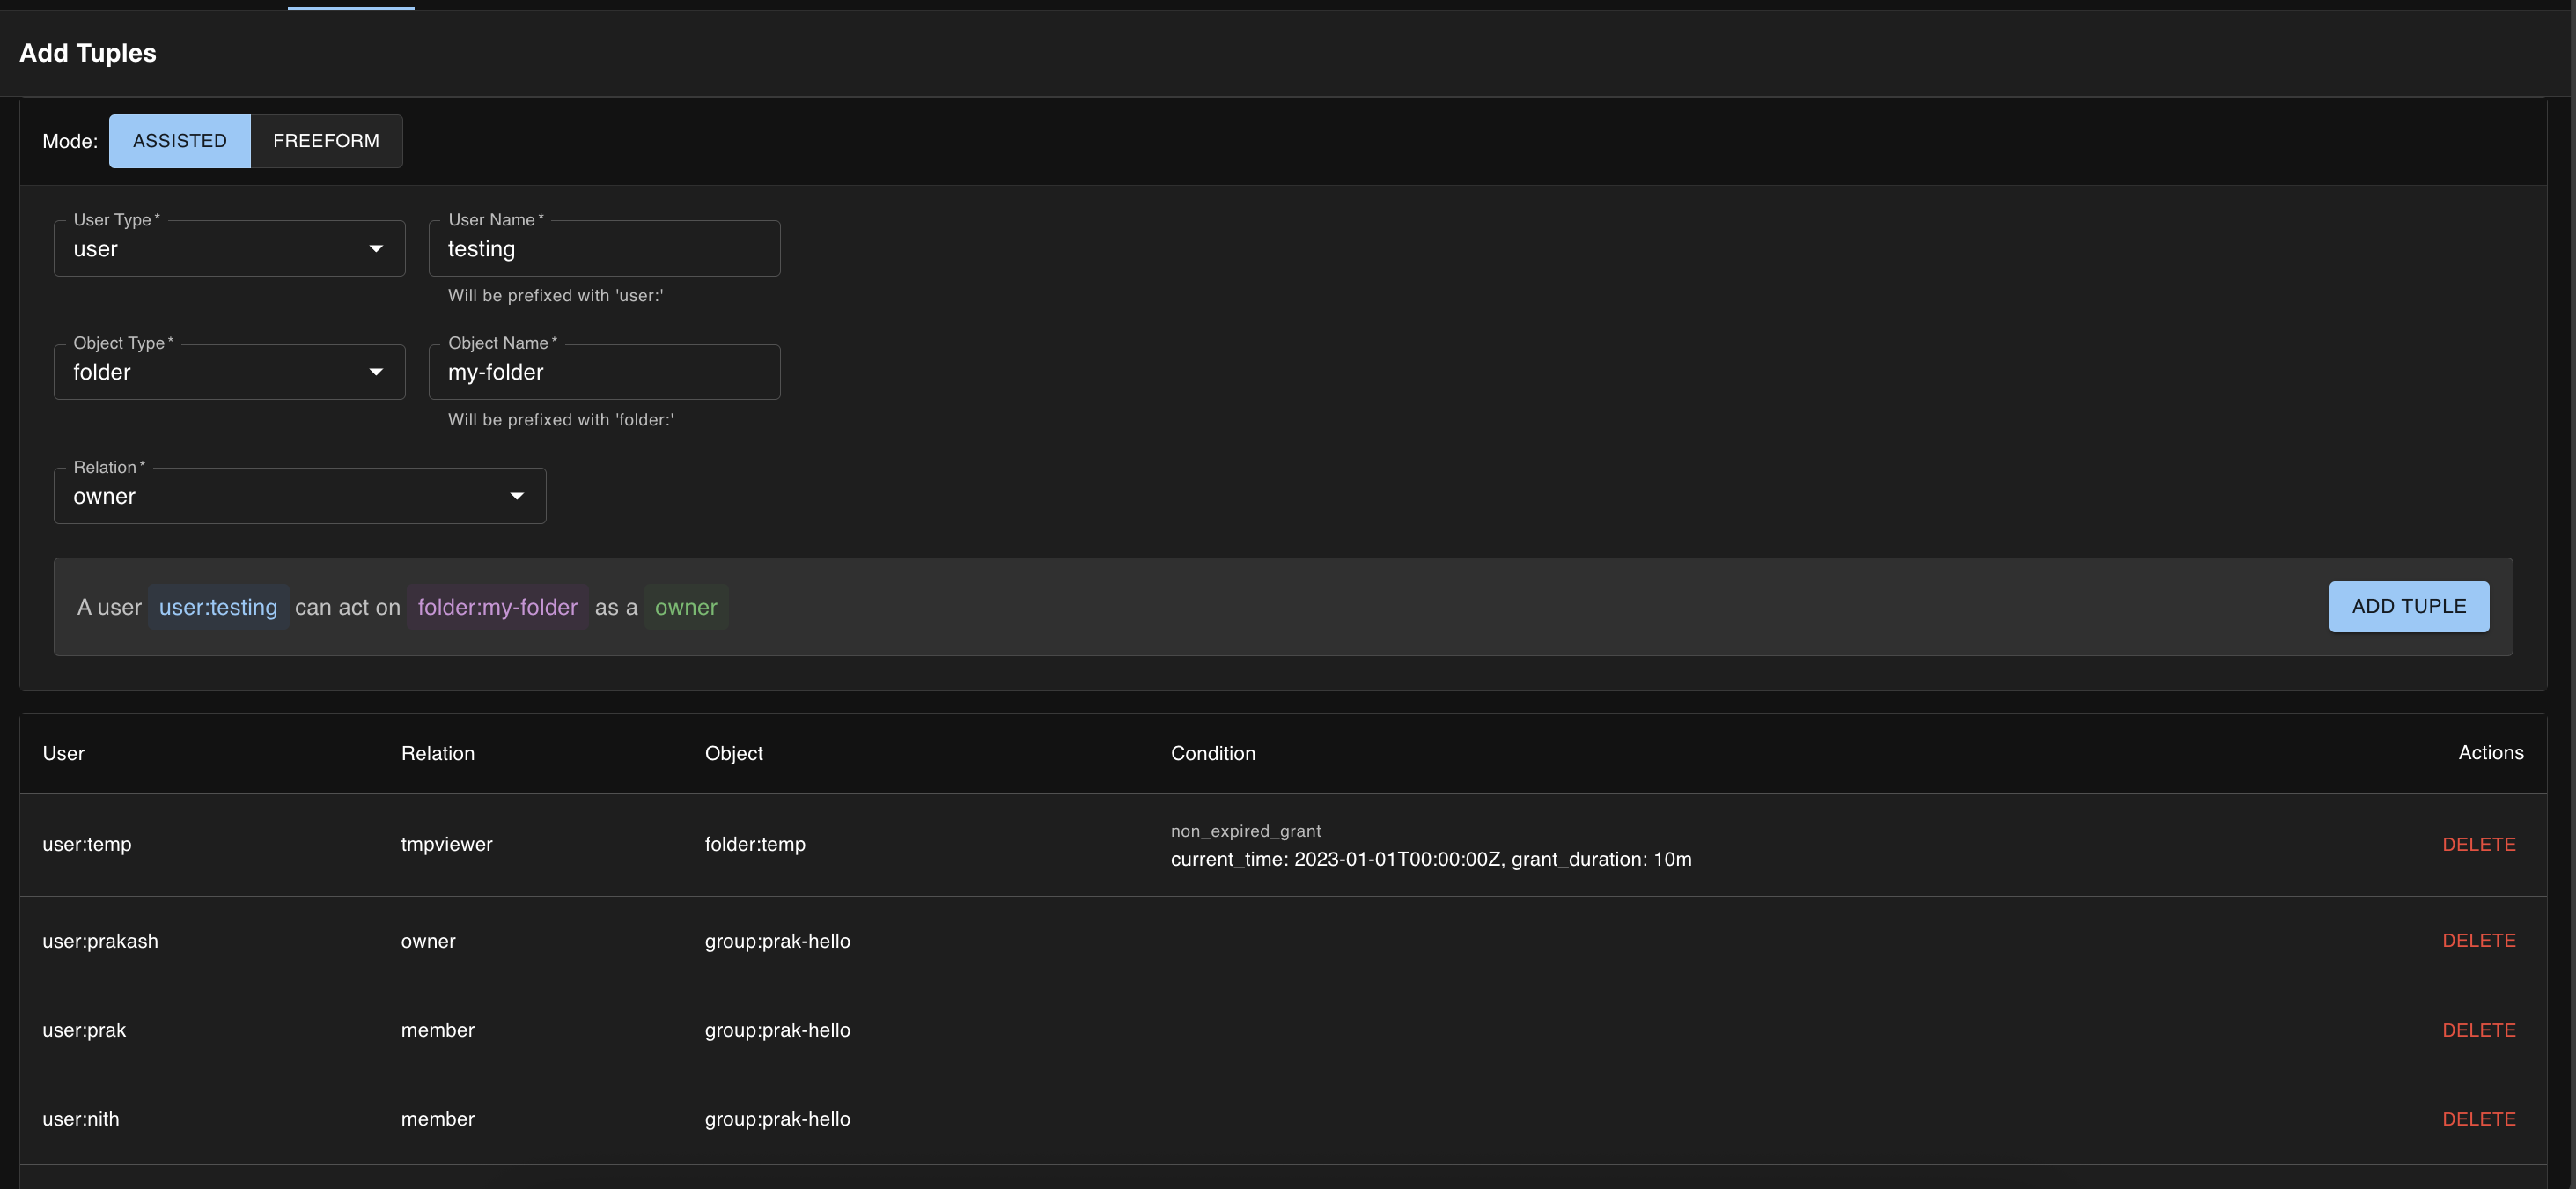 Add Tuples
Mode: ASSISTED FREEFORM
User Type * User Name *
user testing
Will be prefixed with 'user:'
Object Type * Object Name *
folder my-folder
Will be prefixed with 'folder:'
Relation *
owner
A user user:testing can act on folder:my-folder as a owner ADD TUPLE
User Relation Object Condition Actions
non_expired_grant
user:temp tmpviewer folder:temp current_time: 2023-01-01T00:00:00Z, grant_duration: 10m DELETE
user:prakash owner group:prak-hello DELETE
user:prak member group:prak-hello DELETE
user:nith member group:prak-hello DELETE